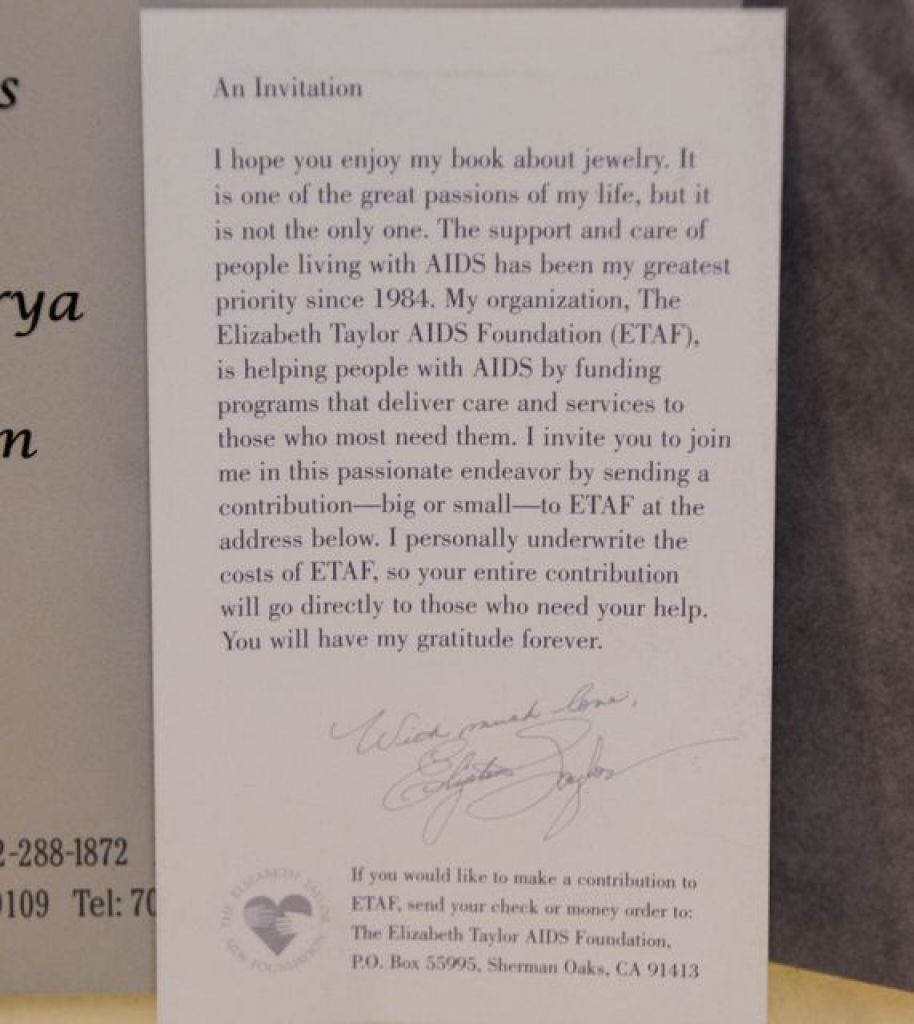 s
rya
n
2-288-1872
0109 Tel: 70
An Invitation
I hope you enjoy my book about jewelry. It
is one of the great passions of my life, but it
is not the only one. The support and care of
people living with AIDS has been my greatest
priority since 1984. My organization, The
Elizabeth Taylor AIDS Foundation (ETAF),
is helping people with AIDS by funding
programs that deliver care and services to
those who most need them. I invite you to join
me in this passionate endeavor by sending a
contribution—big or small—to ETAF at the
address below. I personally underwrite the
costs of ETAF, so your entire contribution
will go directly to those who need your help.
You will have my gratitude forever.
With much love,
Elizabeth Taylor
THE ELIZABETH TAYLOR AIDS FOUNDATION
If you would like to make a contribution to
ETAF, send your check or money order to:
The Elizabeth Taylor AIDS Foundation,
P.O. Box 55995, Sherman Oaks, CA 91413